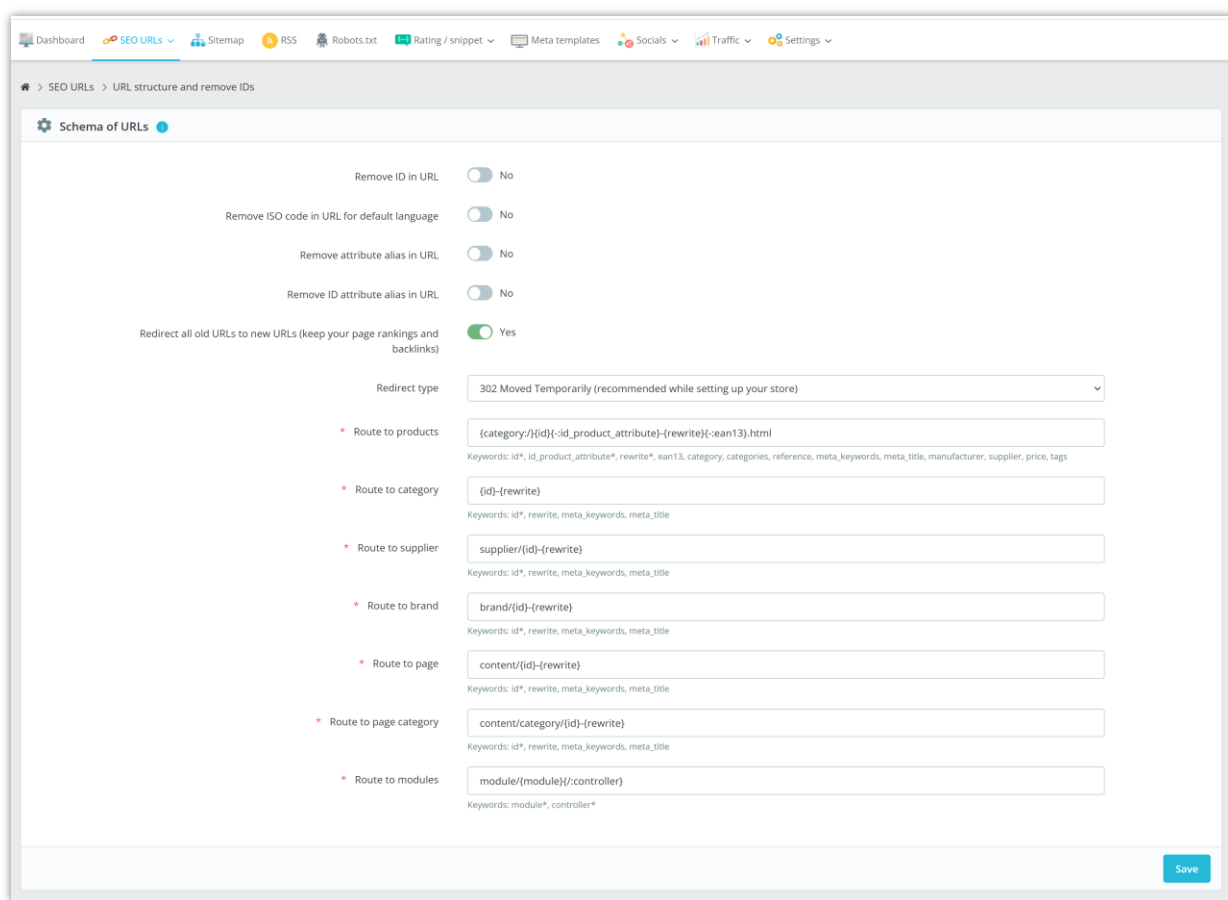 Dashboard SEO URLs Sitemap RSS Robots.txt Rating / snippet Meta templates Socials Traffic Settings
> SEO URLs > URL structure and remove IDs
Schema of URLs
Remove ID in URL No
Remove ISO code in URL for default language No
Remove attribute alias in URL No
Remove ID attribute alias in URL No
Redirect all old URLs to new URLs (keep your page rankings and Yes
backlinks)
Redirect type 302 Moved Temporarily (recommended while setting up your store)
* Route to products {category:/}{id}{-:id_product_attribute}-{rewrite}{-:ean13}.html
Keywords: id*, id_product_attribute*, rewrite*, ean13, category, categories, reference, meta_keywords, meta_title, manufacturer, supplier, price, tags
* Route to category {id}-{rewrite}
Keywords: id*, rewrite, meta_keywords, meta_title
* Route to supplier supplier/{id}-{rewrite}
Keywords: id*, rewrite, meta_keywords, meta_title
* Route to brand brand/{id}-{rewrite}
Keywords: id*, rewrite, meta_keywords, meta_title
* Route to page content/{id}-{rewrite}
Keywords: id*, rewrite, meta_keywords, meta_title
* Route to page category content/category/{id}-{rewrite}
Keywords: id*, rewrite, meta_keywords, meta_title
* Route to modules module/{module}{/:controller}
Keywords: module*, controller*
Save